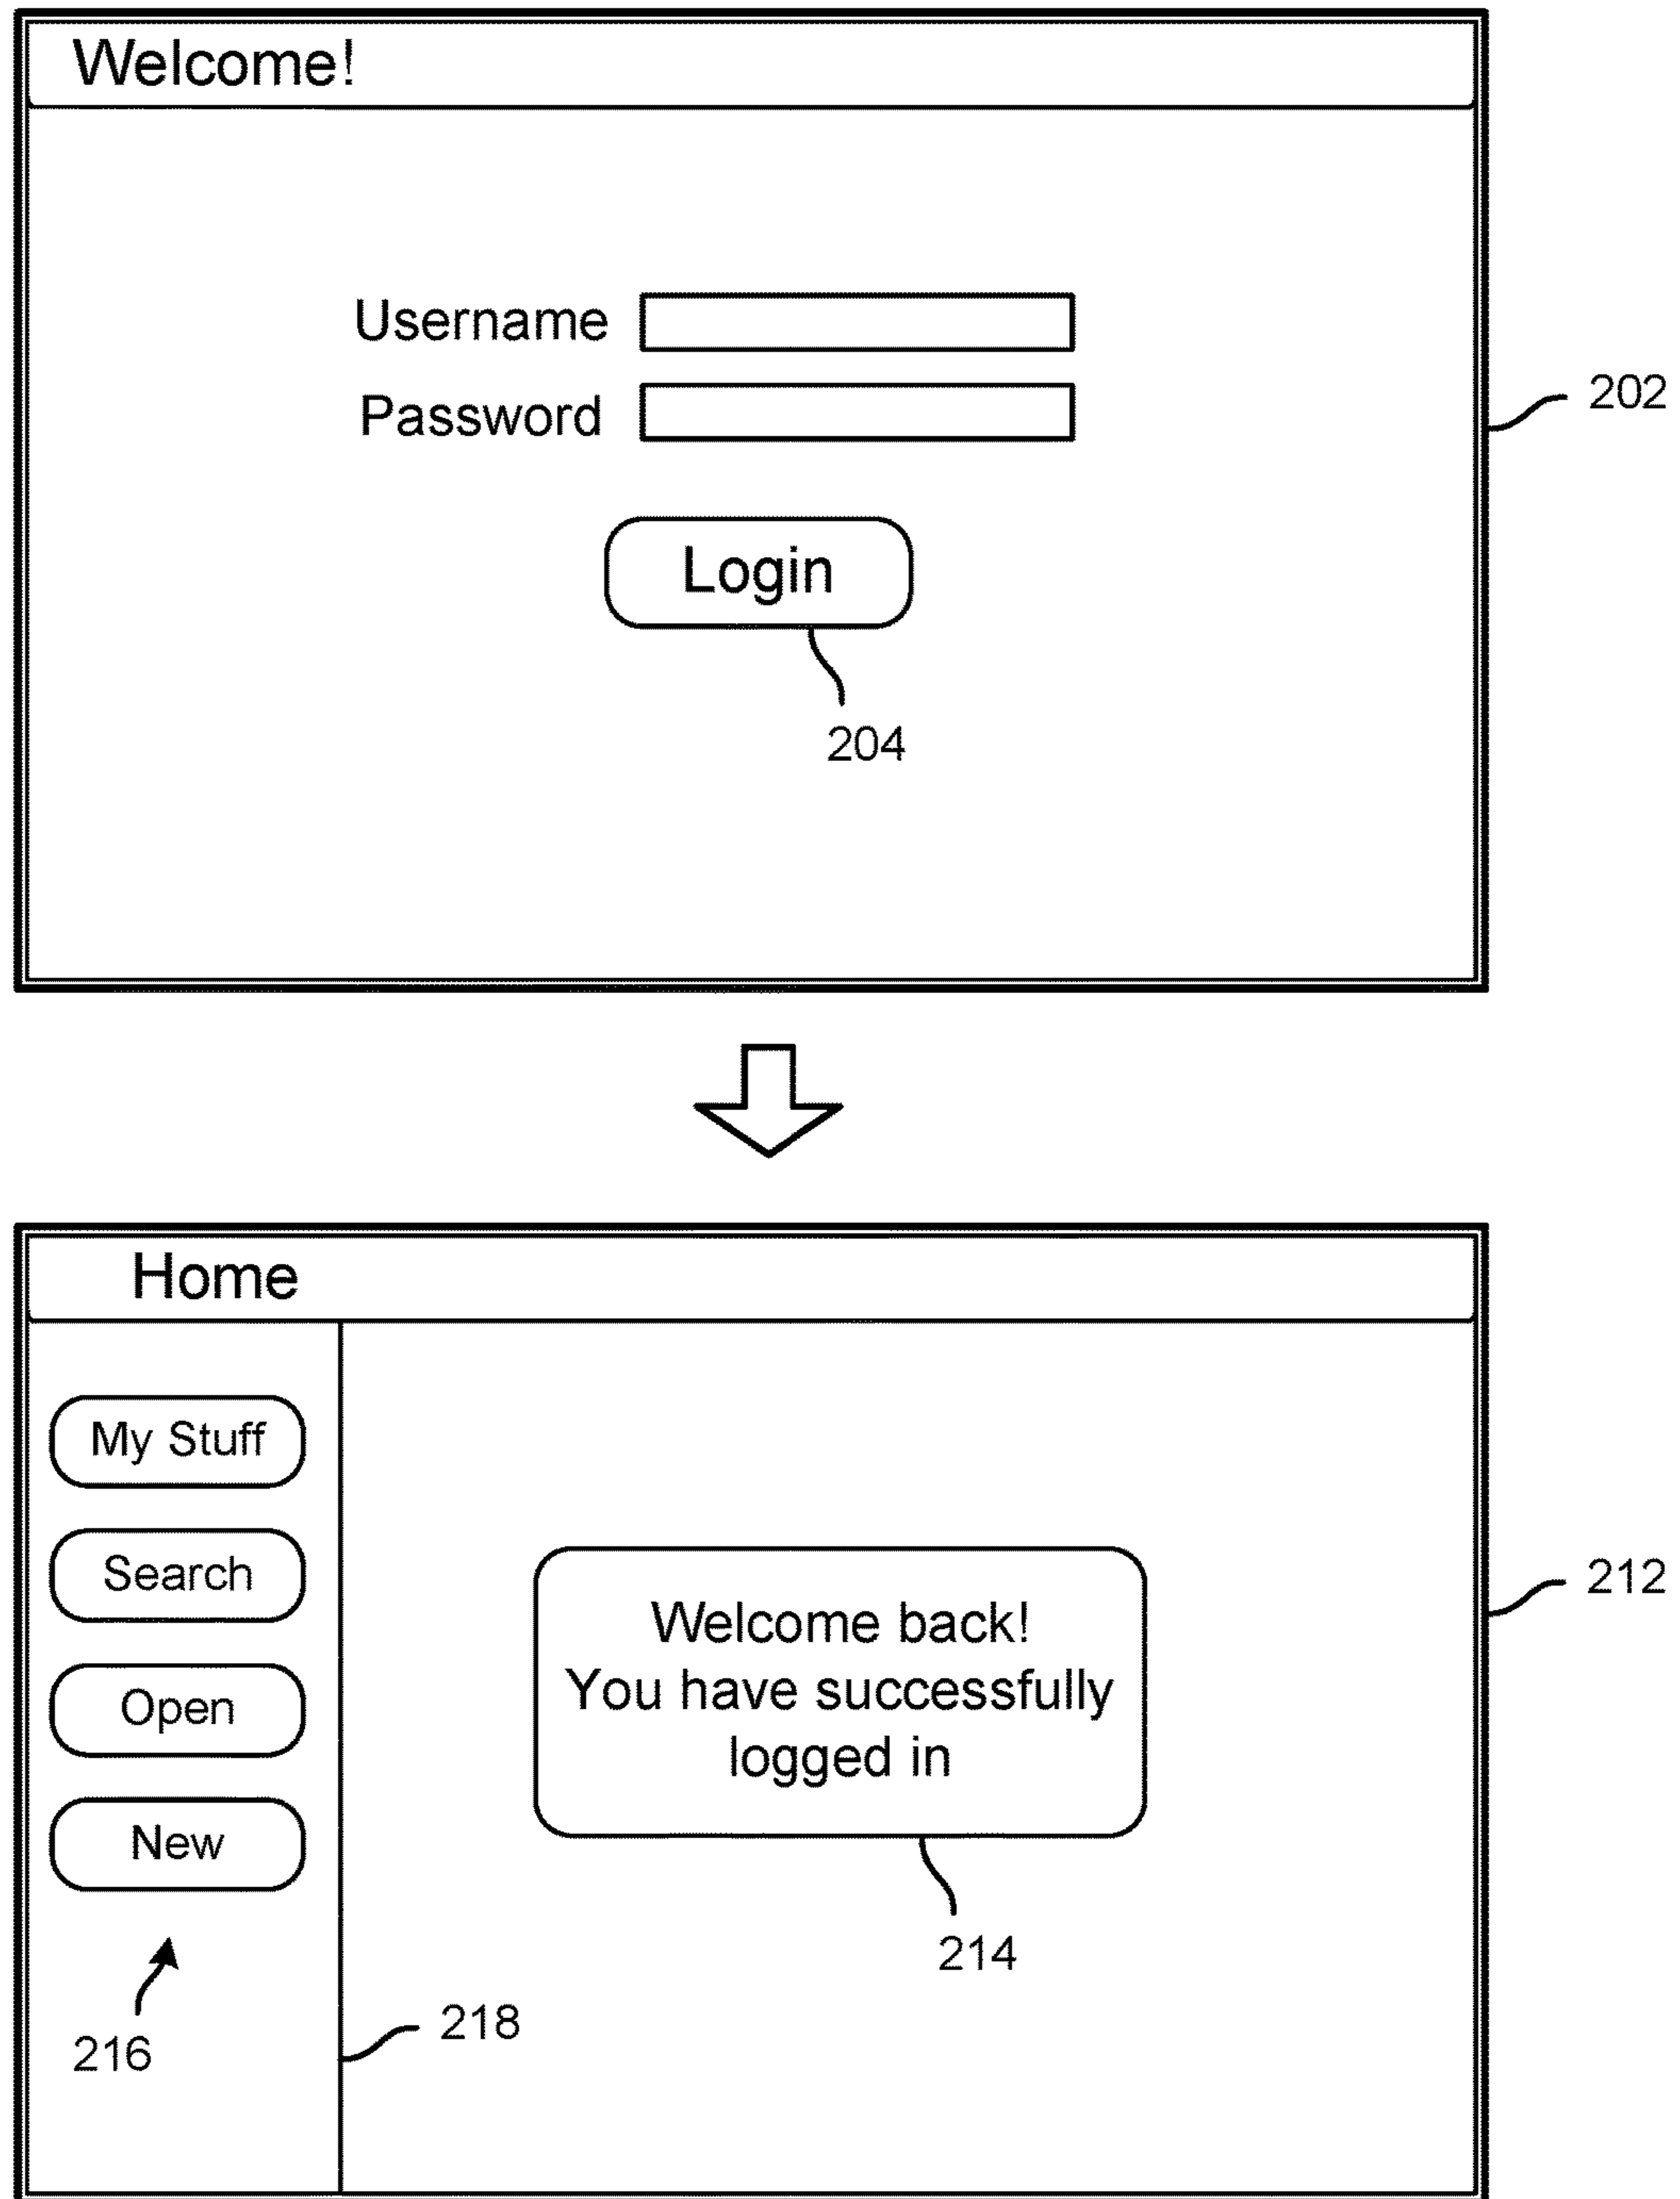 Welcome!
Username
Password
202
Login
204
Home
My Stuff
Search
Open
New
Welcome back!
You have successfully
logged in
212
214
216
218